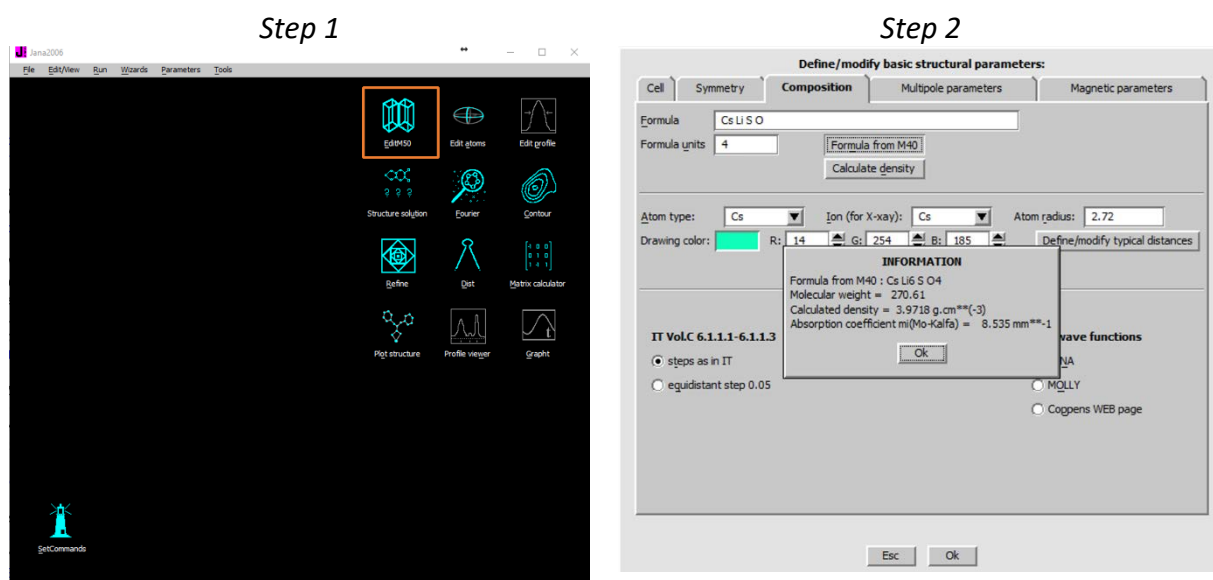 Step 1
Step 2
Jana2006
File Edit/View Run Wizards Parameters Tools
EditM50 Edit atoms Edit profile
? ? ?
Structure solution Fourier Contour
Refine Dist Matrix calculator
Plot structure Profile viewer Grapht
SetCommands
Define/modify basic structural parameters:
Cell Symmetry Composition Multipole parameters Magnetic parameters
Formula Cs Li S O
Formula units 4 Formula from M40
Calculate density
Atom type: Cs Ion (for X-xay): Cs Atom radius: 2.72
Drawing color: R: 14 G: 254 B: 185 Define/modify typical distances
INFORMATION
Formula from M40 : Cs Li6 S O4
Molecular weight = 270.61
Calculated density = 3.9718 g.cm**(-3)
Absorption coefficient mi(Mo-Kalfa) = 8.535 mm**-1
Ok
IT Vol.C 6.1.1.1-6.1.1.3 wave functions
steps as in IT NA
equidistant step 0.05 MOLLY
Coppens WEB page
Esc Ok